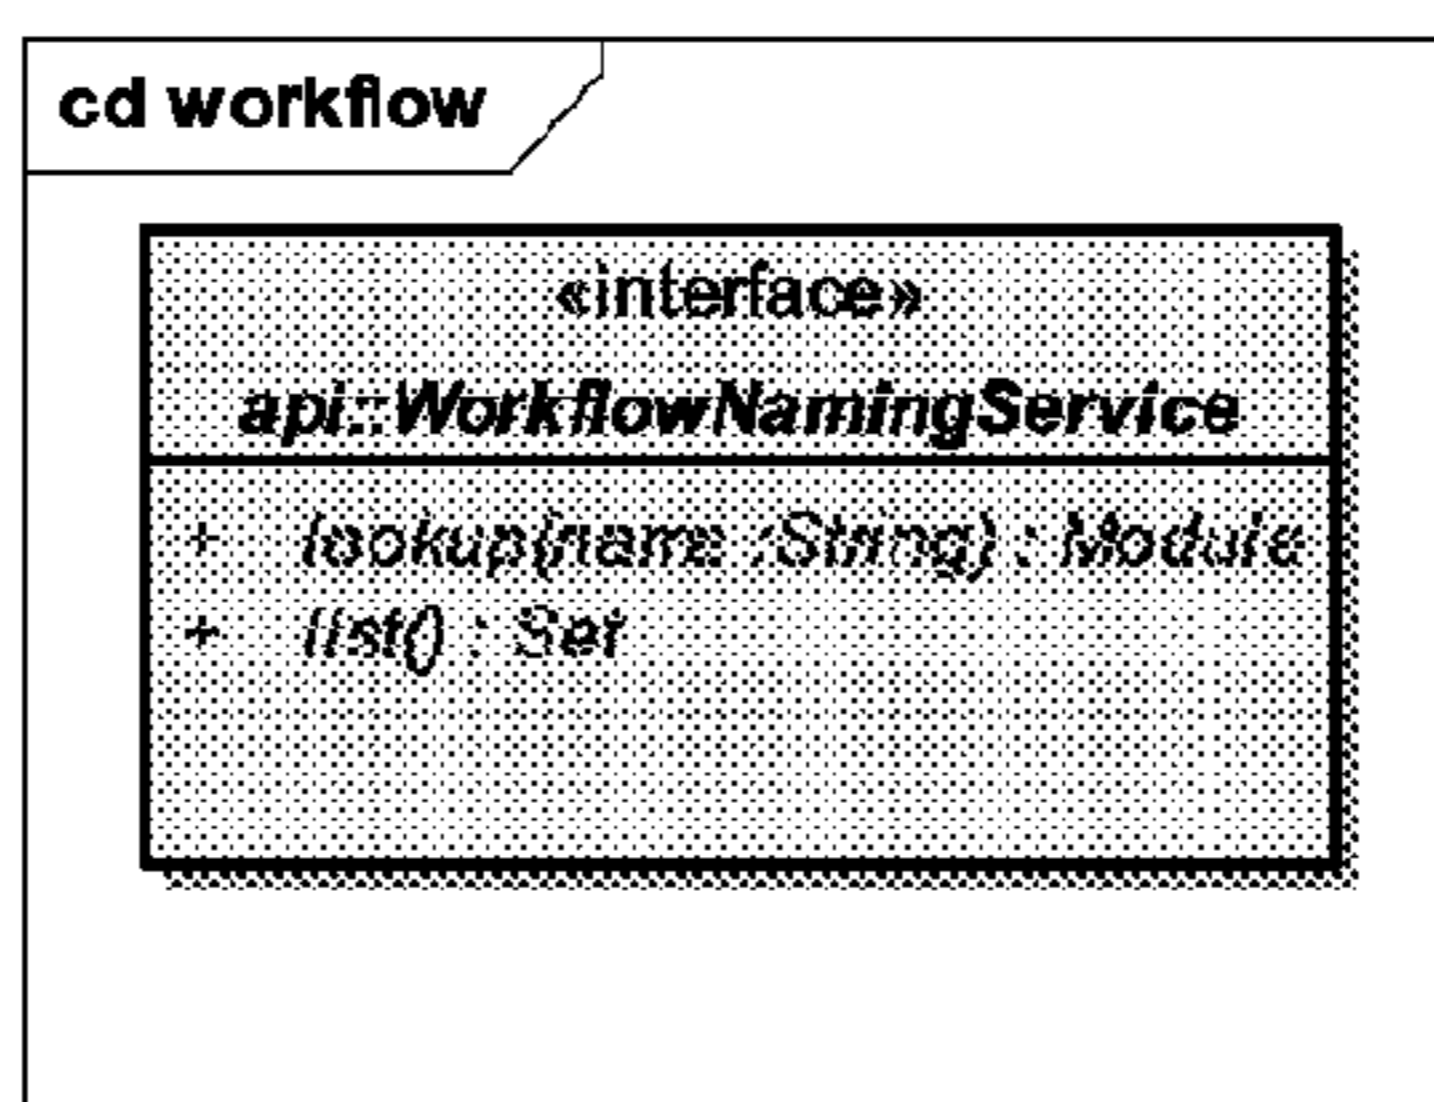 cd workflow
«interface»
api::WorkflowNamingService
+ lookup(name :String) : Module
+ list() : Set